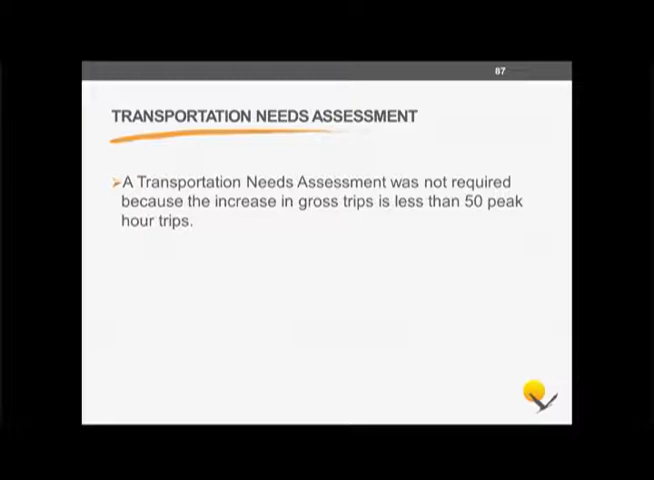 87
TRANSPORTATION NEEDS ASSESSMENT
➢A Transportation Needs Assessment was not required
because the increase in gross trips is less than 50 peak
hour trips.